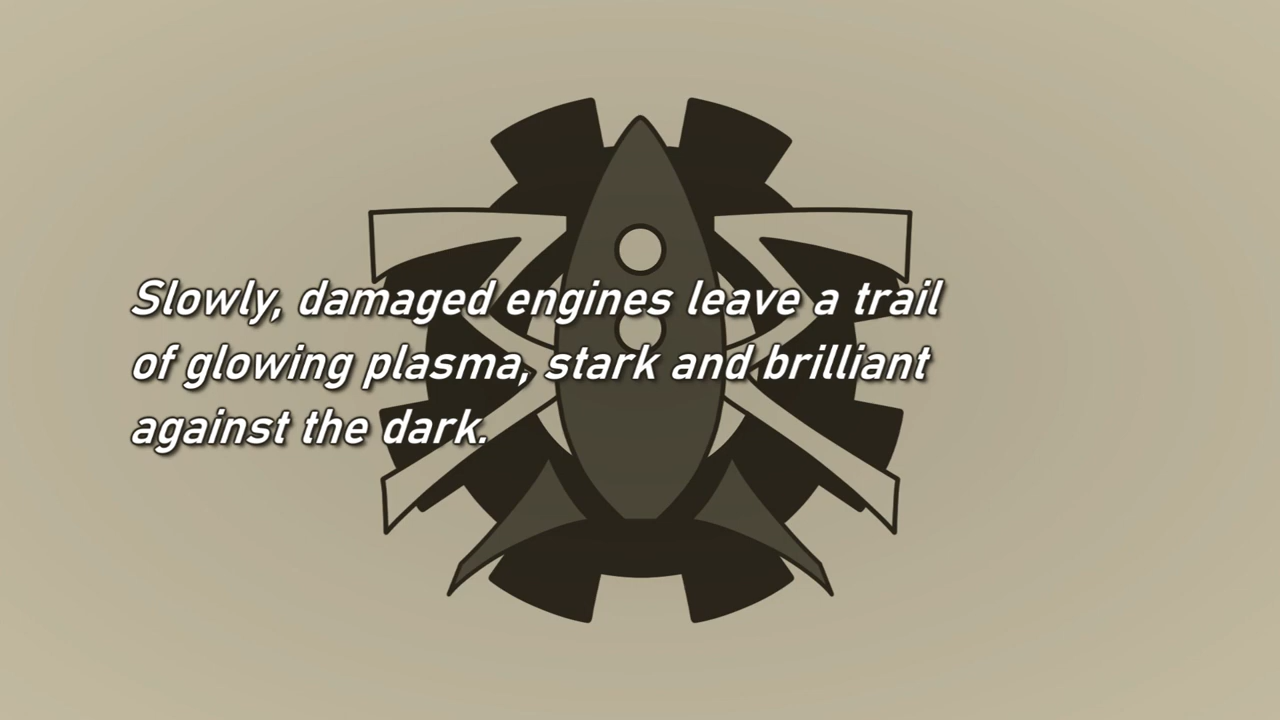 Slowly, damaged engines leave a trail
of glowing plasma, stark and brilliant
against the dark.